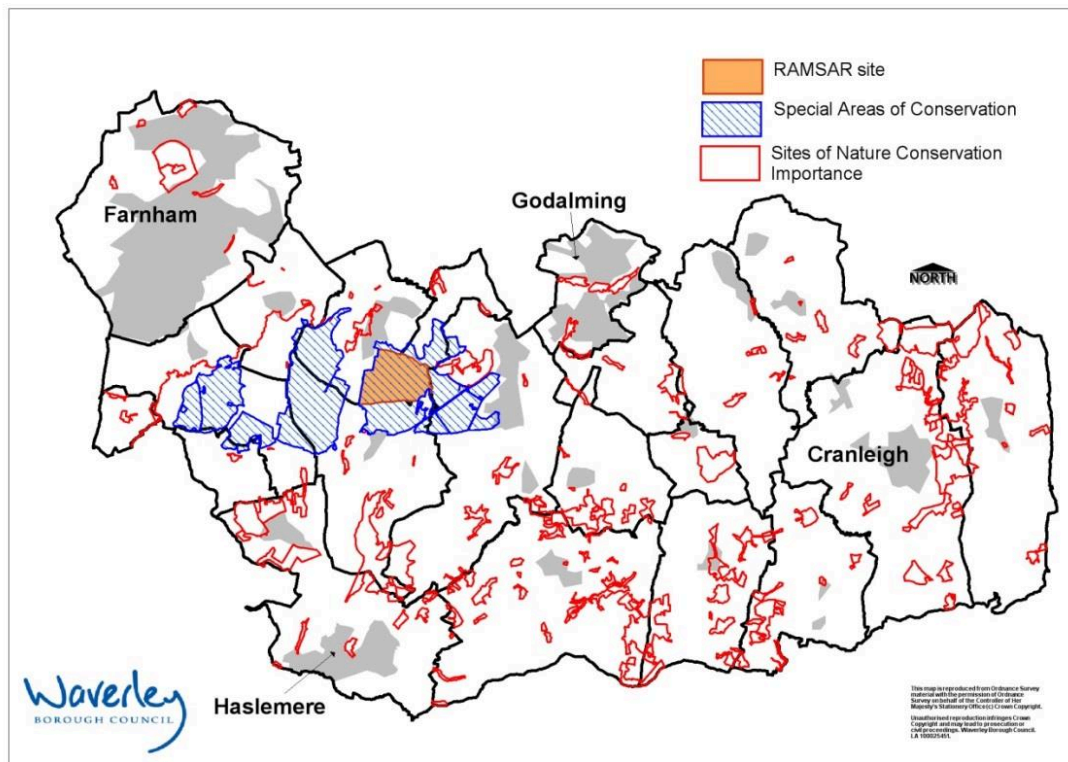 RAMSAR site
Special Areas of Conservation
Sites of Nature Conservation
Importance
Farnham
Godalming
NORTH
Cranleigh
Haslemere
Waverley
BOROUGH COUNCIL
This map is reproduced from Ordnance Survey
material with the permission of Ordnance
Survey on behalf of the Controller of Her
Majesty's Stationery Office (c) Crown Copyright.
Unauthorised reproduction infringes Crown
Copyright and may lead to prosecution or
civil proceedings. Waverley Borough Council.
LA 100025451.